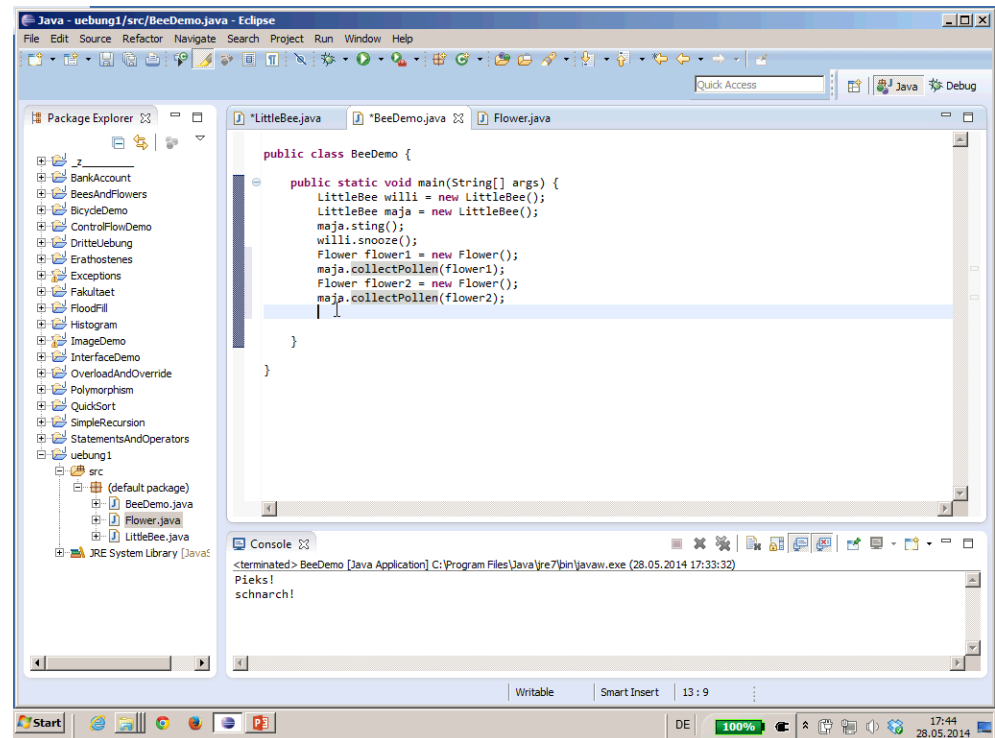 Java - uebung1/src/BeeDemo.java - Eclipse
File Edit Source Refactor Navigate Search Project Run Window Help
Quick Access
Java
Debug
Package Explorer
_z_________
BankAccount
BeesAndFlowers
BicycleDemo
ControlFlowDemo
DritteUebung
Erathostenes
Exceptions
Fakultaet
FloodFill
Histogram
ImageDemo
InterfaceDemo
OverloadAndOverride
Polymorphism
QuickSort
SimpleRecursion
StatementsAndOperators
uebung1
src
(default package)
BeeDemo.java
Flower.java
LittleBee.java
JRE System Library [JavaS
*LittleBee.java *BeeDemo.java Flower.java
public class BeeDemo {
public static void main(String[] args) {
LittleBee willi = new LittleBee();
LittleBee maja = new LittleBee();
maja.sting();
willi.snooze();
Flower flower1 = new Flower();
maja.collectPollen(flower1);
Flower flower2 = new Flower();
maja.collectPollen(flower2);
}
}
Console
<terminated> BeeDemo [Java Application] C:\Program Files\Java\jre7\bin\javaw.exe (28.05.2014 17:33:32)
Pieks!
schnarch!
Writable Smart Insert 13 : 9
Start
DE 100% 17:44
28.05.2014